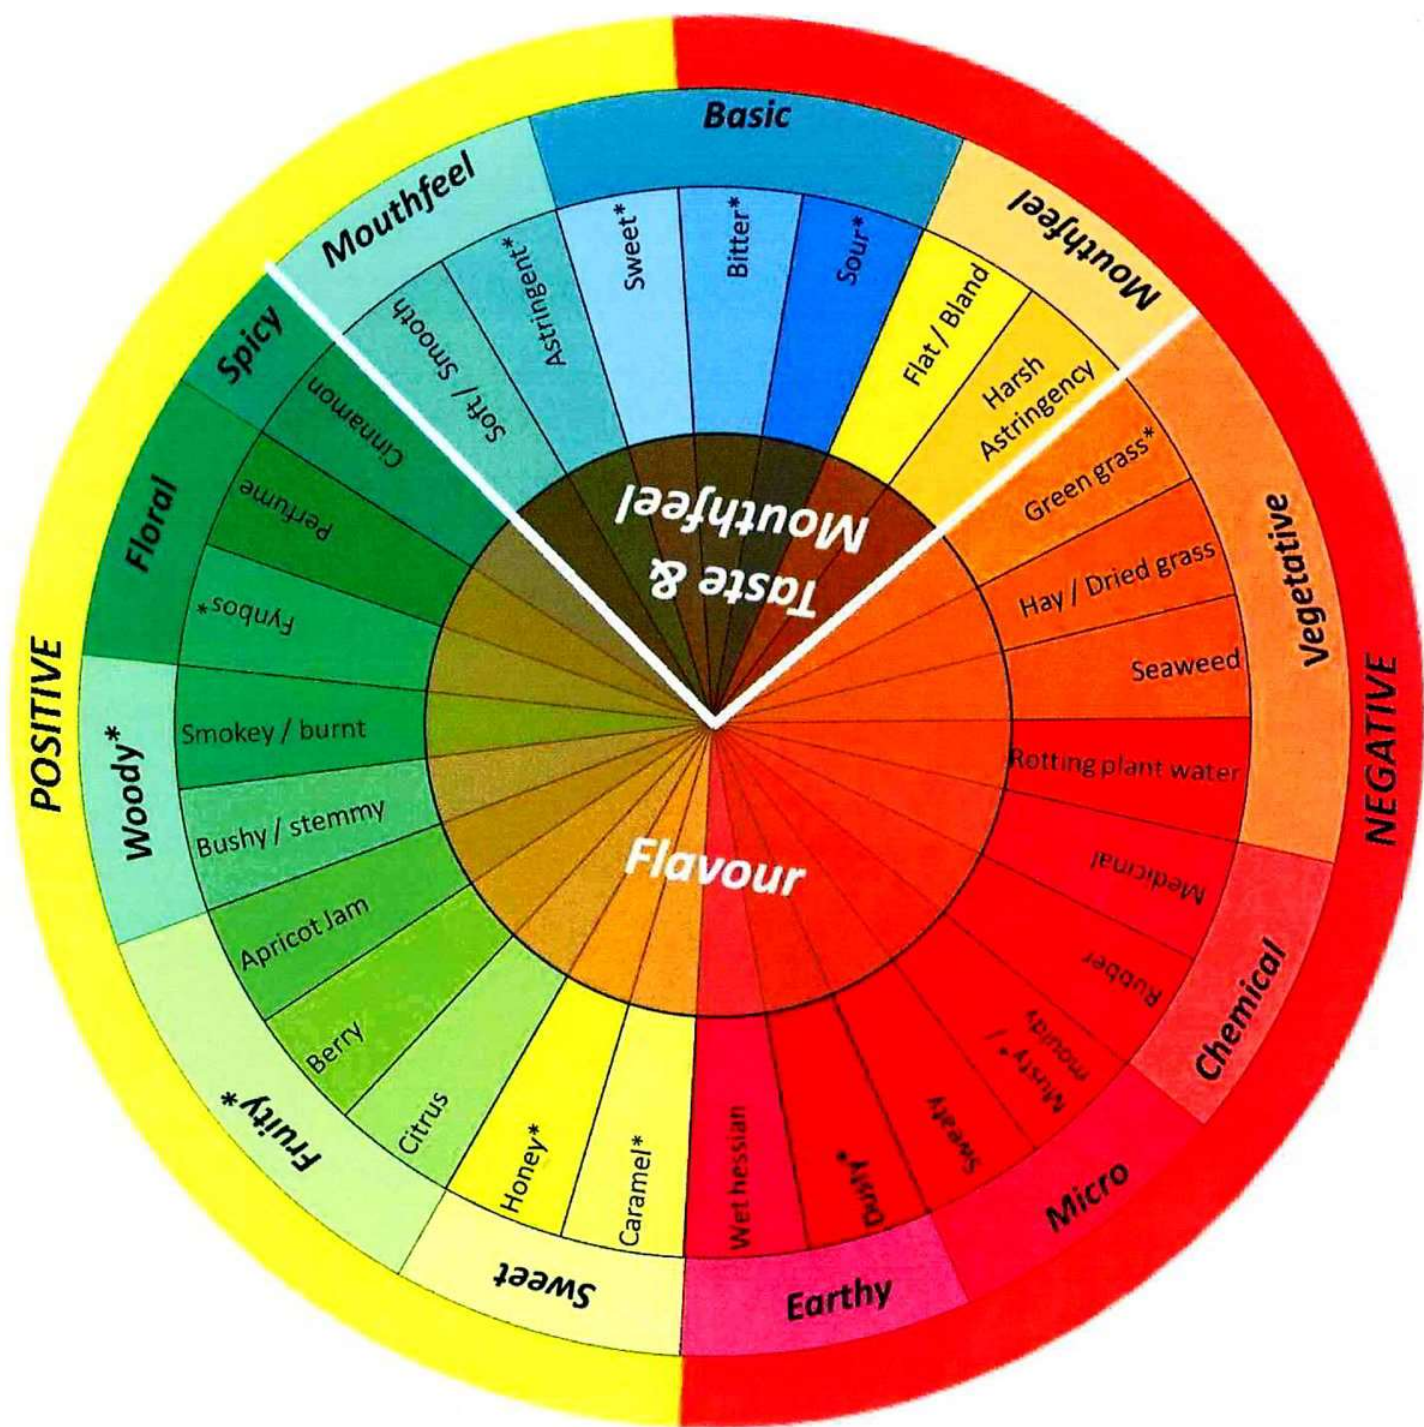 POSITIVE
NEGATIVE
Basic
Mouthfeel
Vegetative
Chemical
Micro
Earthy
Sweet
Fruity*
Woody*
Floral
Spicy
Mouthfeel
Sweet*
Bitter*
Sour*
Flat / Bland
Harsh
Astringency
Green grass*
Hay / Dried grass
Seaweed
Rotting plant water
Medicinal
Rubber
Musty* /
mouldy
Sweaty
Dusty*
Wet hessian
Caramel*
Honey*
Citrus
Berry
Apricot Jam
Bushy / stemmy
Smokey / burnt
Fynbos*
Perfume
Cinnamon
Soft / Smooth
Astringent*
Taste &
Mouthfeel
Flavour